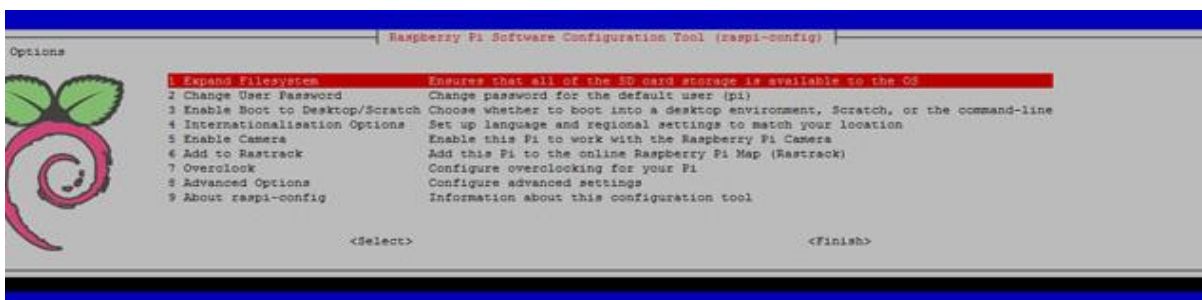 Raspberry Pi Software Configuration Tool (raspi-config)
Options
1 Expand Filesystem Ensures that all of the SD card storage is available to the OS
2 Change User Password Change password for the default user (pi)
3 Enable Boot to Desktop/Scratch Choose whether to boot into a desktop environment, Scratch, or the command-line
4 Internationalisation Options Set up language and regional settings to match your location
5 Enable Camera Enable this Pi to work with the Raspberry Pi Camera
6 Add to Rastrack Add this Pi to the online Raspberry Pi Map (Rastrack)
7 Overclock Configure overclocking for your Pi
8 Advanced Options Configure advanced settings
9 About raspi-config Information about this configuration tool
<Select> <Finish>